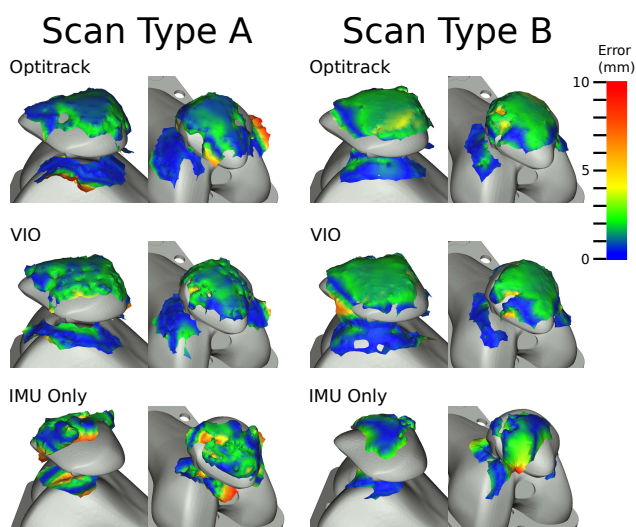 Scan Type A
Scan Type B
Optitrack
Optitrack
Error
(mm)
10
5
0
VIO
VIO
IMU Only
IMU Only